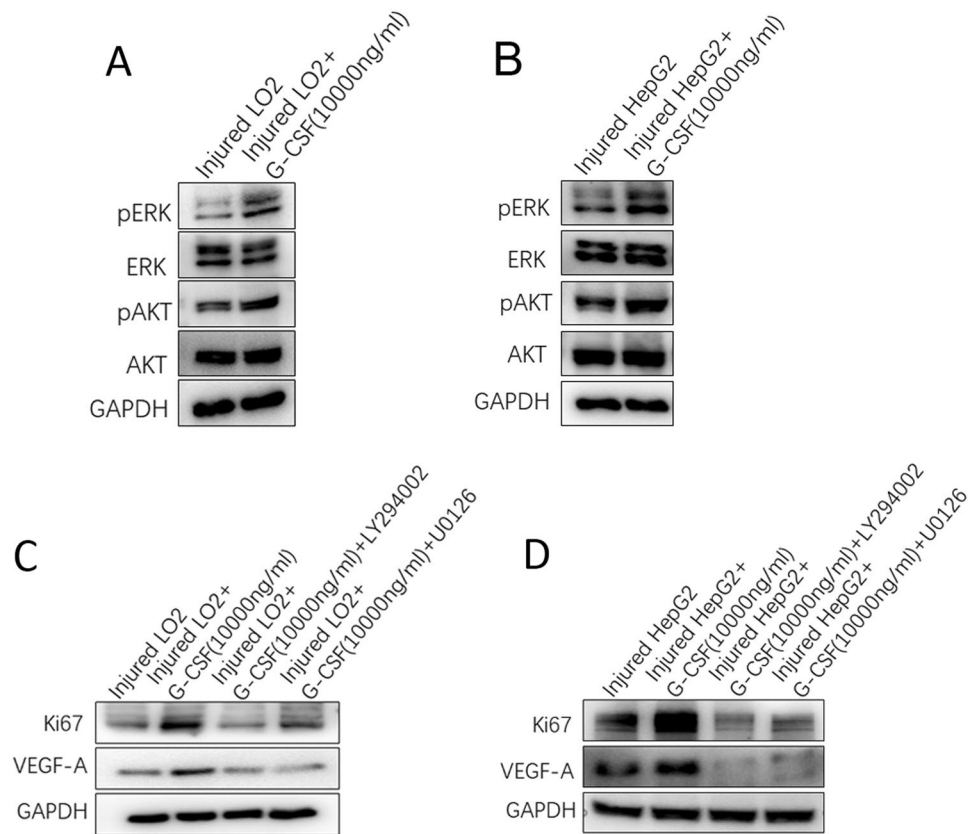 A
Injured LO2
Injured LO2+
G-CSF(10000ng/ml)
pERK
ERK
pAKT
AKT
GAPDH
B
Injured HepG2
Injured HepG2+
G-CSF(10000ng/ml)
pERK
ERK
pAKT
AKT
GAPDH
C
Injured LO2
Injured LO2+
G-CSF(10000ng/ml)
Injured LO2+
G-CSF(10000ng/ml)+LY294002
Injured LO2+
G-CSF(10000ng/ml)+U0126
Ki67
VEGF-A
GAPDH
D
Injured HepG2
Injured HepG2+
G-CSF(10000ng/ml)
Injured HepG2+
G-CSF(10000ng/ml)+LY294002
Injured HepG2+
G-CSF(10000ng/ml)+U0126
Ki67
VEGF-A
GAPDH